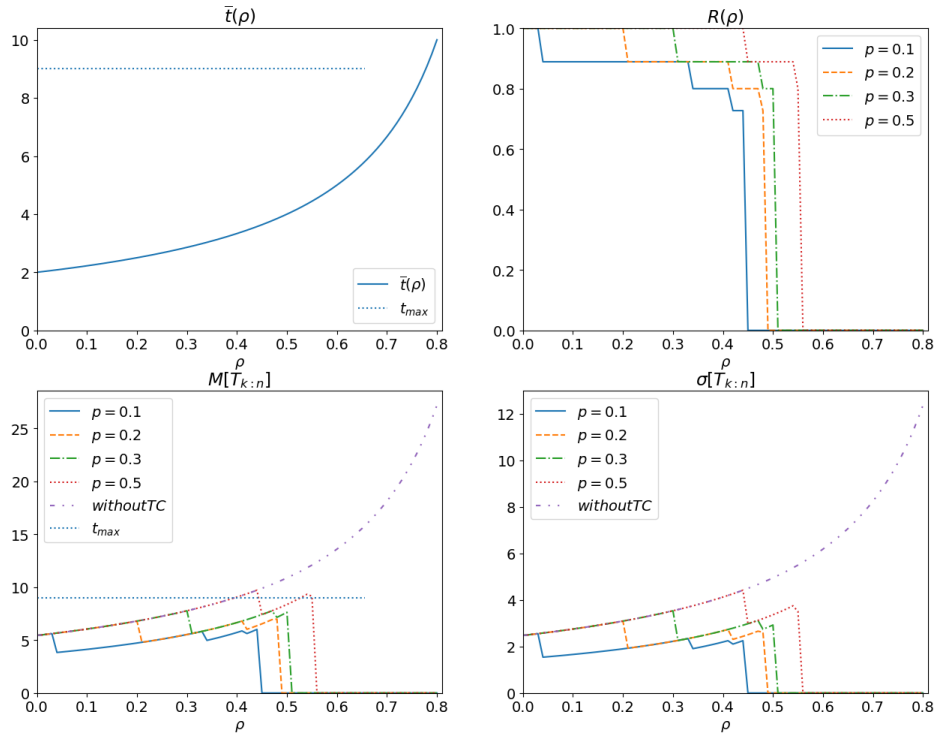 t̅(ρ)
10
8
6
4
2
0
0.0 0.1 0.2 0.3 0.4 0.5 0.6 0.7 0.8
ρ
t̅(ρ)
t_max
R(ρ)
1.0
0.8
0.6
0.4
0.2
0.0
0.0 0.1 0.2 0.3 0.4 0.5 0.6 0.7 0.8
ρ
p = 0.1
p = 0.2
p = 0.3
p = 0.5
M[T_{k:n}]
25
20
15
10
5
0
0.0 0.1 0.2 0.3 0.4 0.5 0.6 0.7 0.8
ρ
p = 0.1
p = 0.2
p = 0.3
p = 0.5
withoutTC
t_max
σ[T_{k:n}]
12
10
8
6
4
2
0
0.0 0.1 0.2 0.3 0.4 0.5 0.6 0.7 0.8
ρ
p = 0.1
p = 0.2
p = 0.3
p = 0.5
withoutTC